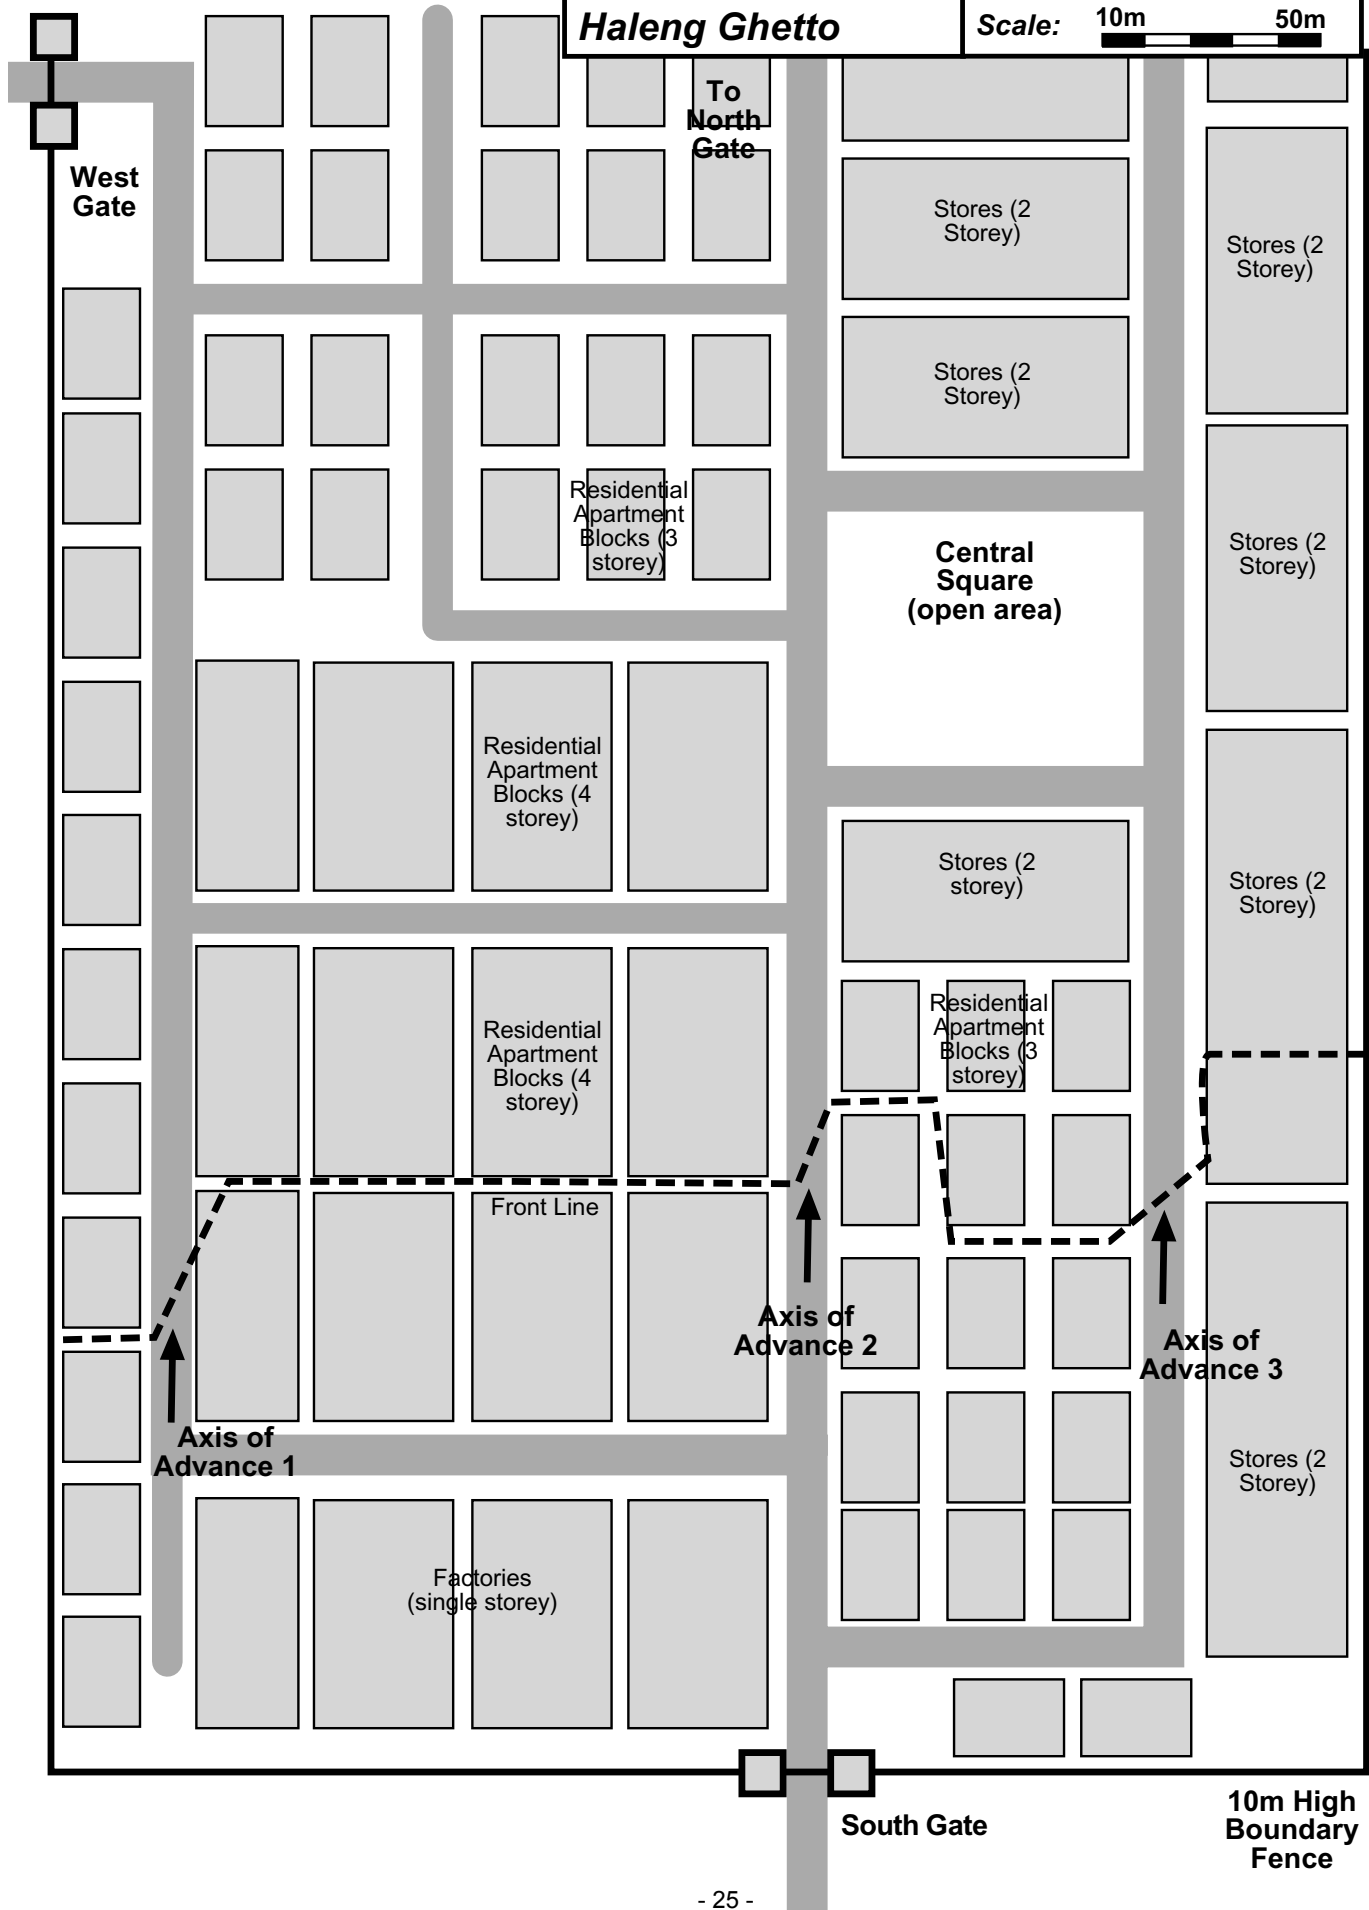 Haleng Ghetto
Scale:
10m
50m
To
North
Gate
West
Gate
Stores (2
Storey)
Stores (2
Storey)
Stores (2
Storey)
Residential
Apartment
Blocks (3
storey)
Central
Square
(open area)
Stores (2
Storey)
Residential
Apartment
Blocks (4
storey)
Stores (2
storey)
Stores (2
Storey)
Residential
Apartment
Blocks (4
storey)
Residential
Apartment
Blocks (3
storey)
Front Line
Axis of
Advance 2
Axis of
Advance 3
Axis of
Advance 1
Stores (2
Storey)
Factories
(single storey)
South Gate
10m High
Boundary
Fence
- 25 -